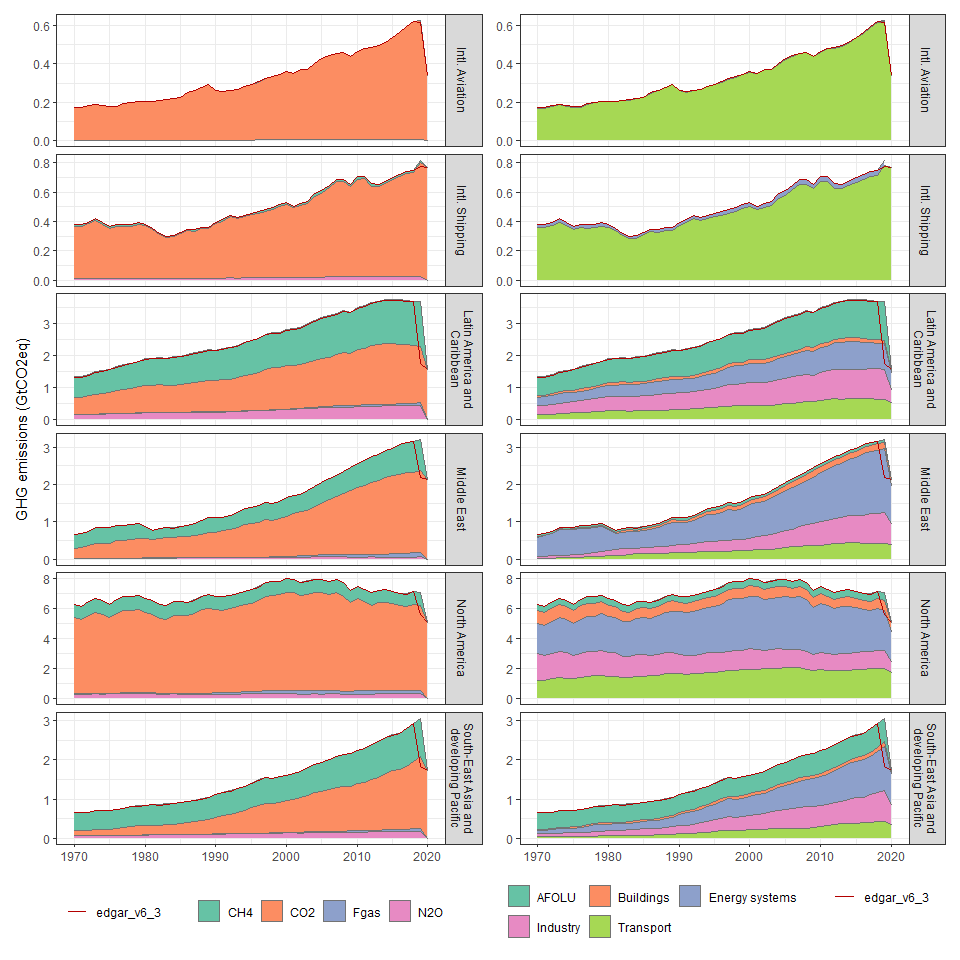 GHG emissions (GtCO2eq)
0.6
0.4
0.2
0.0
Intl. Aviation
0.6
0.4
0.2
0.0
Intl. Aviation
0.8
0.6
0.4
0.2
0.0
Intl. Shipping
0.8
0.6
0.4
0.2
0.0
Intl. Shipping
3
2
1
0
Latin America and
Caribbean
3
2
1
0
Latin America and
Caribbean
3
2
1
0
Middle East
3
2
1
0
Middle East
8
6
4
2
0
North America
8
6
4
2
0
North America
3
2
1
0
South-East Asia and
developing Pacific
3
2
1
0
South-East Asia and
developing Pacific
1970 1980 1990 2000 2010 2020
1970 1980 1990 2000 2010 2020
edgar_v6_3 CH4 CO2 Fgas N2O
AFOLU Buildings Energy systems edgar_v6_3
Industry Transport